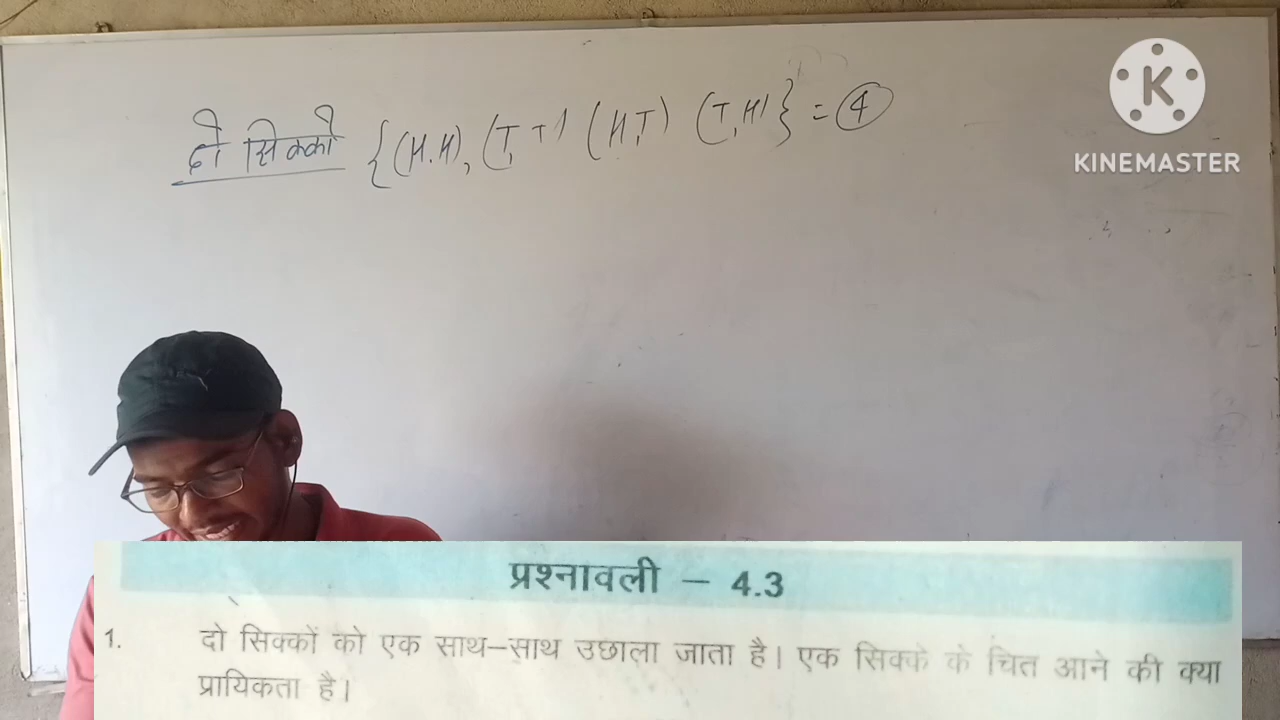 दो सिक्को {(H.H), (T, T) (H,T) (T,H)} = 4
KINEMASTER
प्रश्नावली – 4.3
1. दो सिक्कों को एक साथ–साथ उछाला जाता है। एक सिक्के के चित आने की क्या
प्रायिकता है।